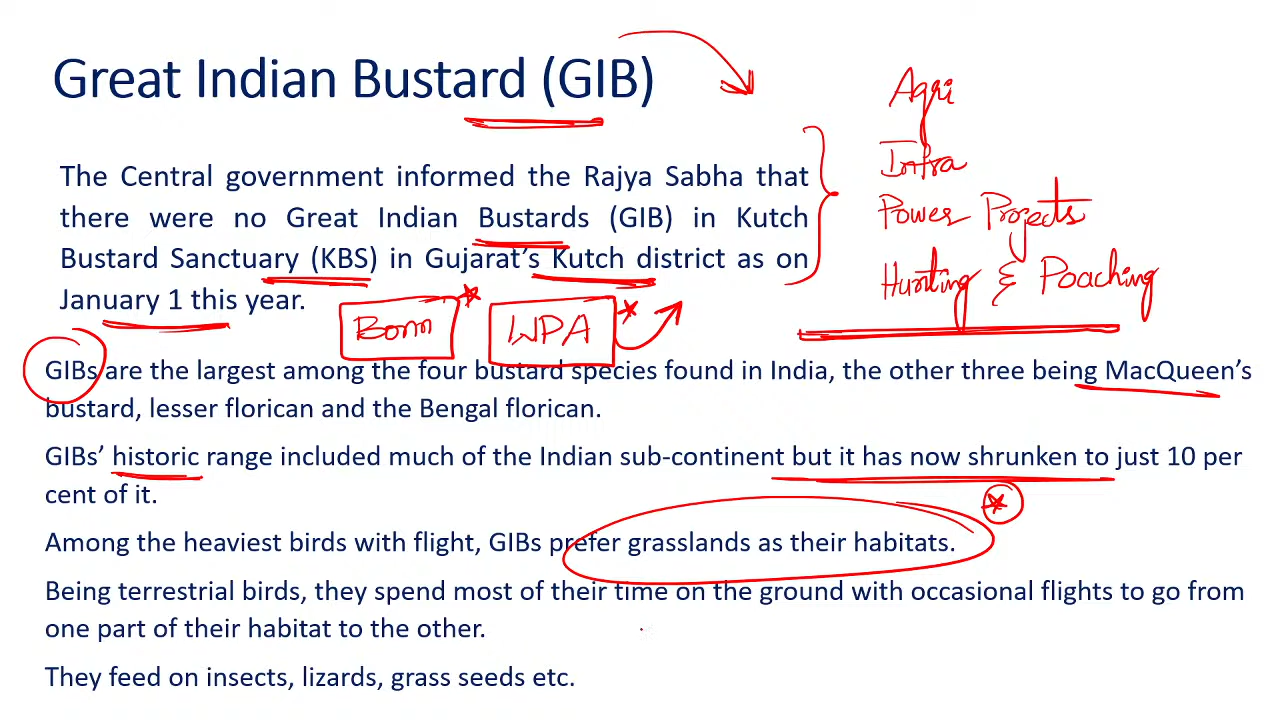 Great Indian Bustard (GIB)
Agri
Infra
Power Projects
Hunting & Poaching
The Central government informed the Rajya Sabha that
there were no Great Indian Bustards (GIB) in Kutch
Bustard Sanctuary (KBS) in Gujarat’s Kutch district as on
January 1 this year.
Bonn
WPA
GIBs are the largest among the four bustard species found in India, the other three being MacQueen’s
bustard, lesser florican and the Bengal florican.
GIBs’ historic range included much of the Indian sub-continent but it has now shrunken to just 10 per
cent of it.
Among the heaviest birds with flight, GIBs prefer grasslands as their habitats.
Being terrestrial birds, they spend most of their time on the ground with occasional flights to go from
one part of their habitat to the other.
They feed on insects, lizards, grass seeds etc.